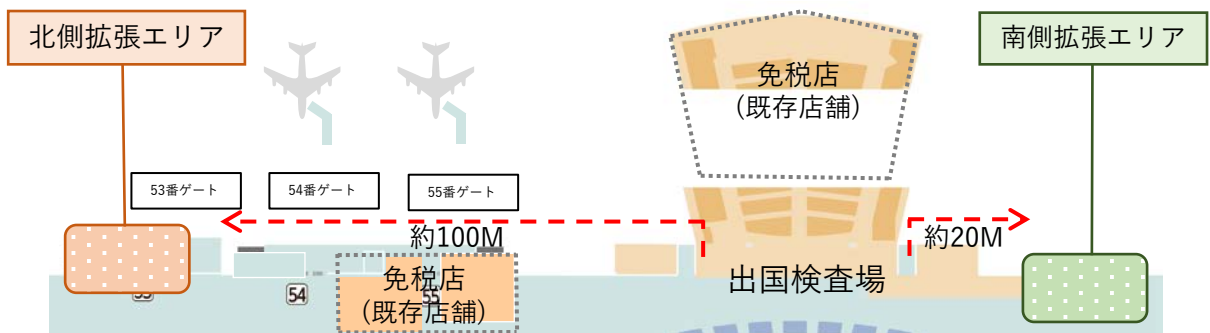 北側拡張エリア
南側拡張エリア
免税店
(既存店舗)
53番ゲート
54番ゲート
55番ゲート
約100M
約20M
免税店
(既存店舗)
出国検査場
54
55